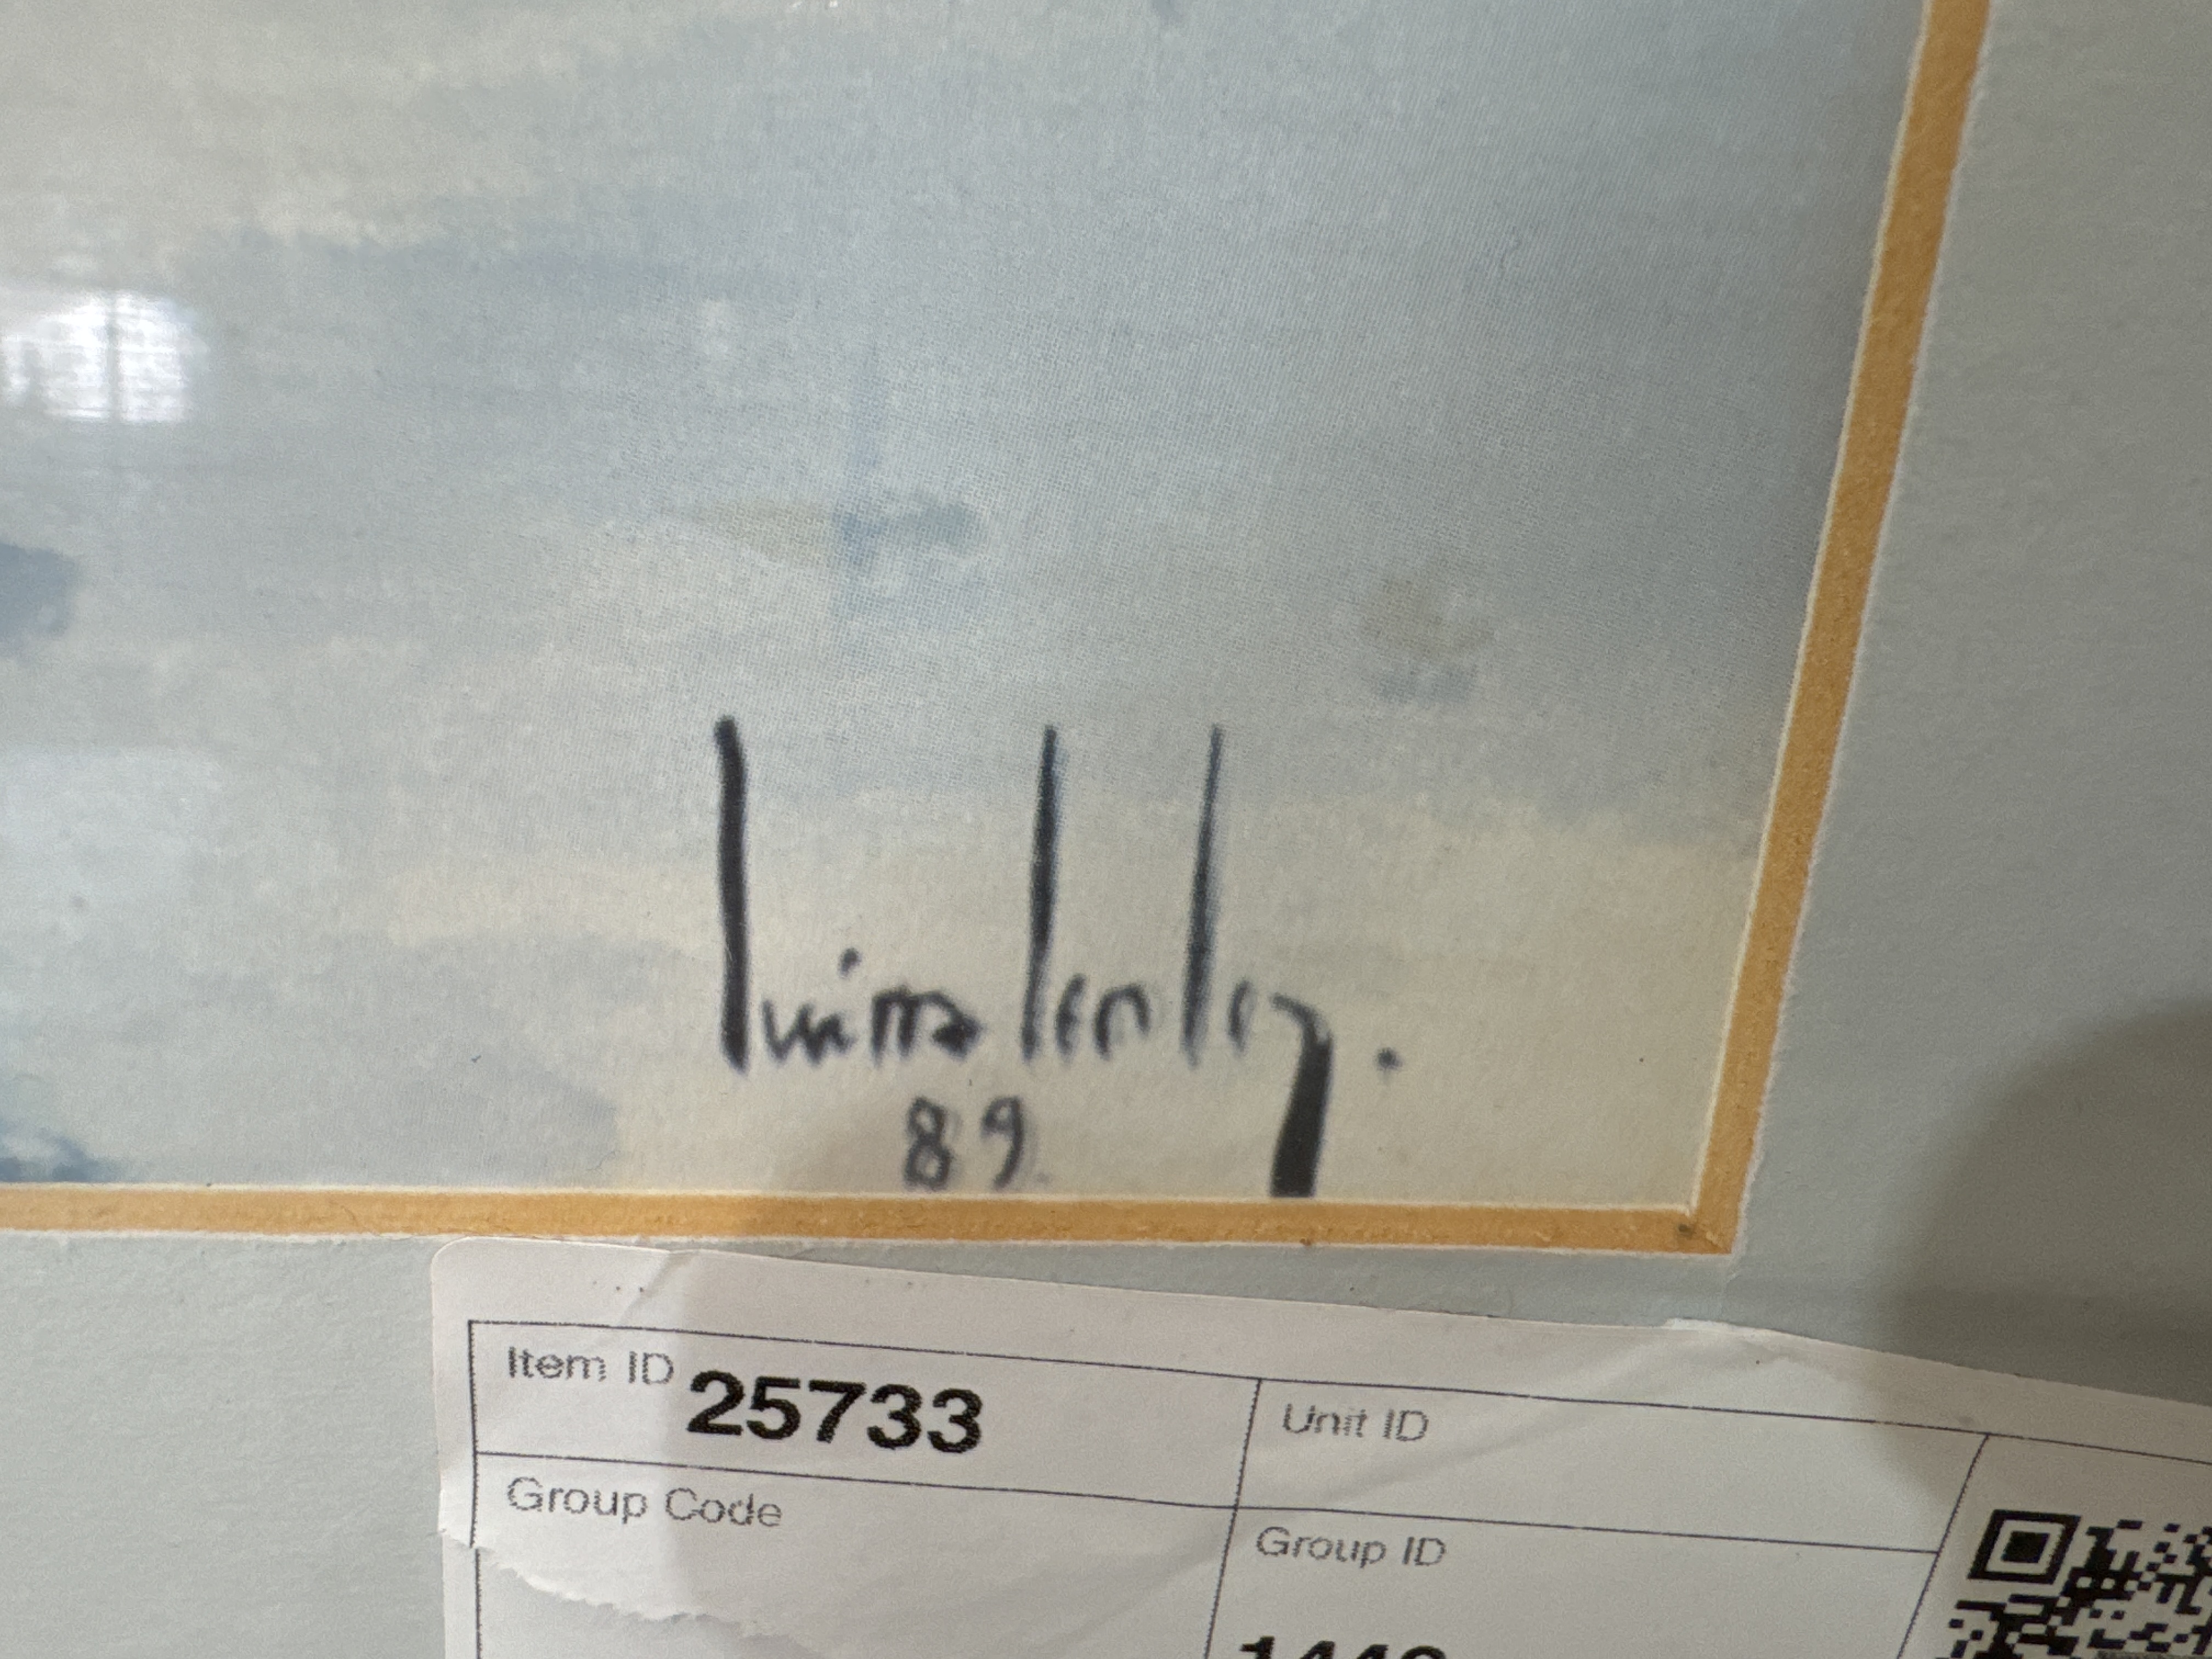 89
Item ID 25733
Unit ID
Group Code
Group ID